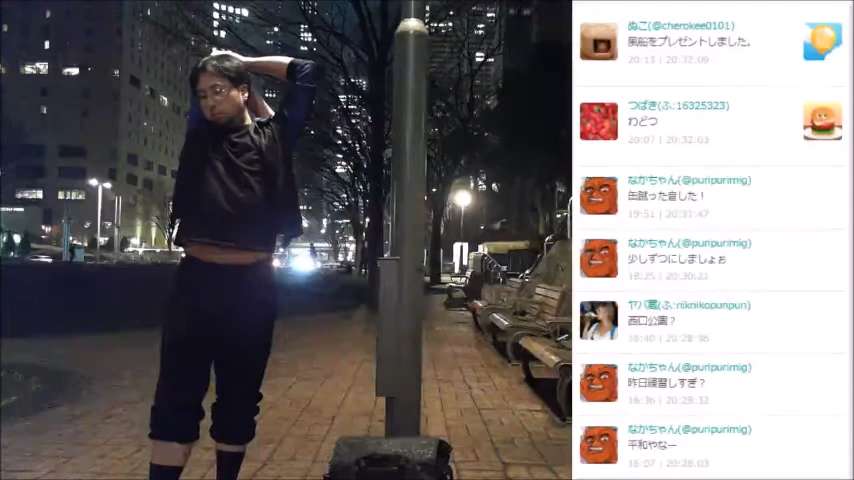 ぬこ(@cherokee0101)
風船をプレゼントしました。
20:13 | 20:32:09
つばき(ふ:16325323)
わどつ
20:07 | 20:32:03
ながちゃん(@puripurimig)
缶蹴った音した！
19:51 | 20:31:47
ながちゃん(@puripurimig)
少しずつにしましょぉ
18:25 | 20:30:21
ヤバ萬(ふ:niknikopunpun)
西口公園？
16:40 | 20:28:36
ながちゃん(@puripurimig)
昨日練習しすぎ？
16:36 | 20:28:32
ながちゃん(@puripurimig)
平和やなー
16:07 | 20:28:03